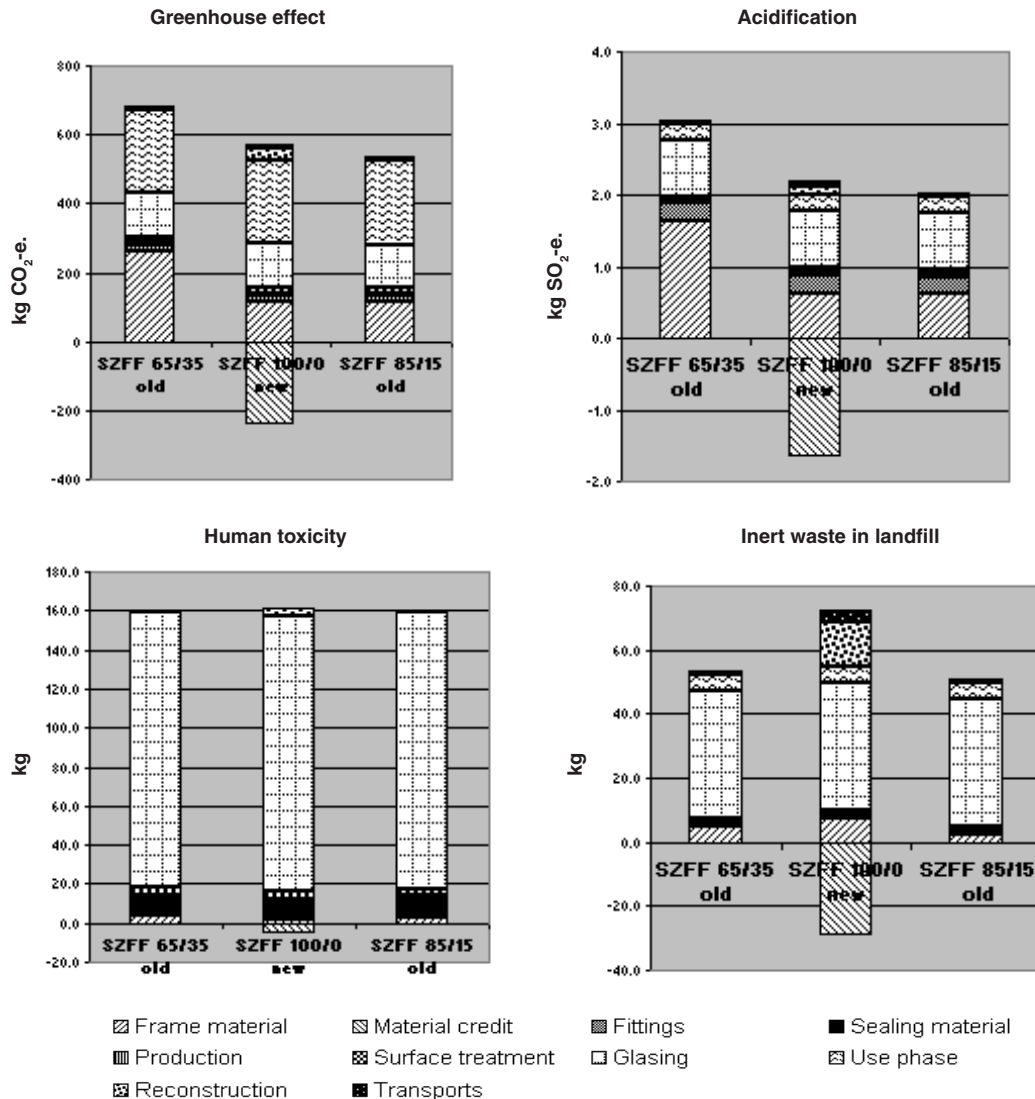 Greenhouse effect
800
600
400
200
0
-200
-400
kg CO2-e.
SZFF 65/35 SZFF 100/0 SZFF 85/15
old new old
Acidification
4.0
3.0
2.0
1.0
0.0
-1.0
-2.0
kg SO2-e.
SZFF 65/35 SZFF 100/0 SZFF 85/15
old new old
Human toxicity
180.0
160.0
140.0
120.0
100.0
80.0
60.0
40.0
20.0
0.0
-20.0
kg
SZFF 65/35 SZFF 100/0 SZFF 85/15
old new old
Inert waste in landfill
80.0
60.0
40.0
20.0
0.0
-20.0
-40.0
kg
SZFF 65/35 SZFF 100/0 SZFF 85/15
old new old
Frame material Material credit Fittings Sealing material
Production Surface treatment Glasing Use phase
Reconstruction Transports